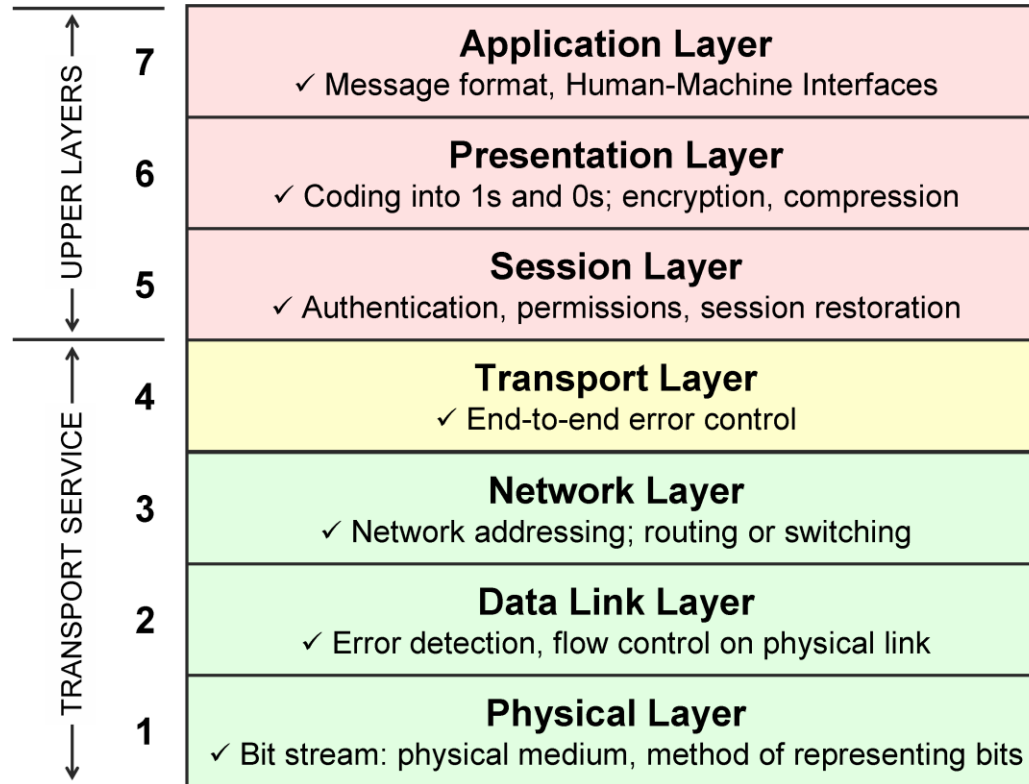 UPPER LAYERS
7
Application Layer
✓ Message format, Human-Machine Interfaces
6
Presentation Layer
✓ Coding into 1s and 0s; encryption, compression
5
Session Layer
✓ Authentication, permissions, session restoration
TRANSPORT SERVICE
4
Transport Layer
✓ End-to-end error control
3
Network Layer
✓ Network addressing; routing or switching
2
Data Link Layer
✓ Error detection, flow control on physical link
1
Physical Layer
✓ Bit stream: physical medium, method of representing bits